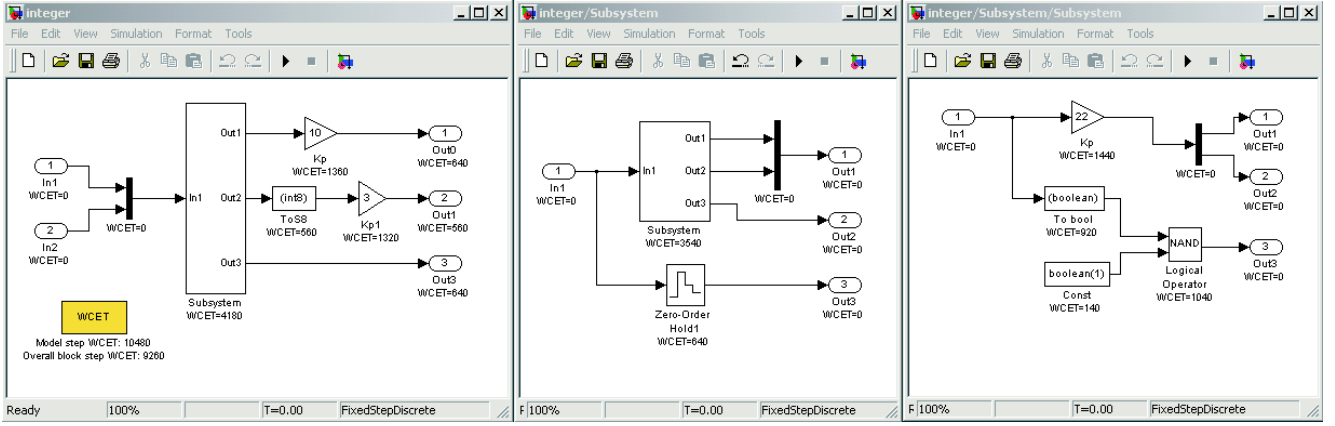 integer
File Edit View Simulation Format Tools
1
In1
WCET=0
2
In2
WCET=0
WCET=0
In1
Out1
Out2
Out3
Subsystem
WCET=4180
10
Kp
WCET=1360
(int8)
ToS8
WCET=560
3
Kp1
WCET=1320
1
Out0
WCET=640
2
Out1
WCET=560
3
Out3
WCET=640
WCET
Model step WCET: 10480
Overall block step WCET: 9260
Ready 100% T=0.00 FixedStepDiscrete
integer/Subsystem
File Edit View Simulation Format Tools
1
In1
WCET=0
In1
Out1
Out2
Out3
Subsystem
WCET=3540
WCET=0
1
Out1
WCET=0
2
Out2
WCET=0
Zero-Order
Hold1
WCET=640
3
Out3
WCET=0
F 100% T=0.00 FixedStepDiscrete
integer/Subsystem/Subsystem
File Edit View Simulation Format Tools
1
In1
WCET=0
22
Kp
WCET=1440
WCET=0
1
Out1
WCET=0
2
Out2
WCET=0
(boolean)
To bool
WCET=920
boolean(1)
Const
WCET=140
NAND
Logical
Operator
WCET=1040
3
Out3
WCET=0
F 100% T=0.00 FixedStepDiscrete